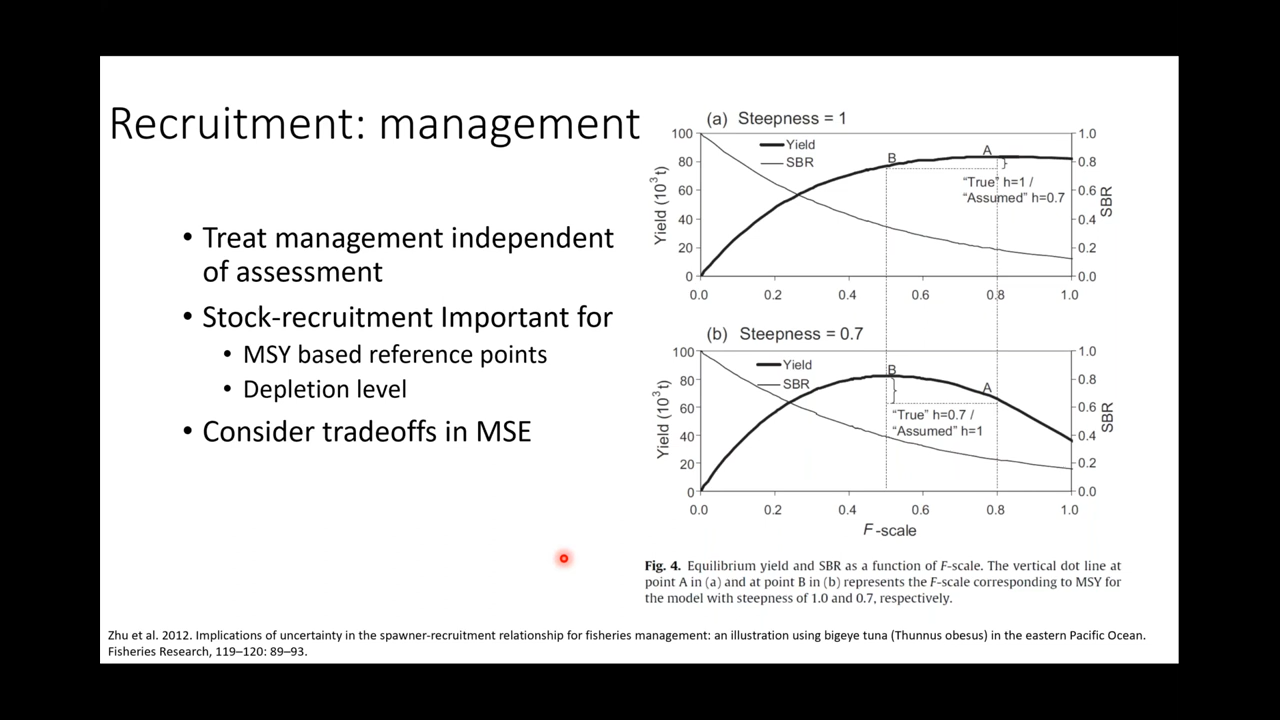 Recruitment: management
• Treat management independent
of assessment
• Stock-recruitment Important for
• MSY based reference points
• Depletion level
• Consider tradeoffs in MSE
(a) Steepness = 1
Yield
SBR
B
A
"True" h=1 /
"Assumed" h=0.7
Yield (10³ t)
100
80
60
40
20
0
SBR
1.0
0.8
0.6
0.4
0.2
0.0
0.0 0.2 0.4 0.6 0.8 1.0
(b) Steepness = 0.7
Yield
SBR
B
A
"True" h=0.7 /
"Assumed" h=1
Yield (10³ t)
100
80
60
40
20
0
SBR
1.0
0.8
0.6
0.4
0.2
0.0
0.0 0.2 0.4 0.6 0.8 1.0
F-scale
Fig. 4. Equilibrium yield and SBR as a function of F-scale. The vertical dot line at
point A in (a) and at point B in (b) represents the F-scale corresponding to MSY for
the model with steepness of 1.0 and 0.7, respectively.
Zhu et al. 2012. Implications of uncertainty in the spawner-recruitment relationship for fisheries management: an illustration using bigeye tuna (Thunnus obesus) in the eastern Pacific Ocean.
Fisheries Research, 119–120: 89–93.